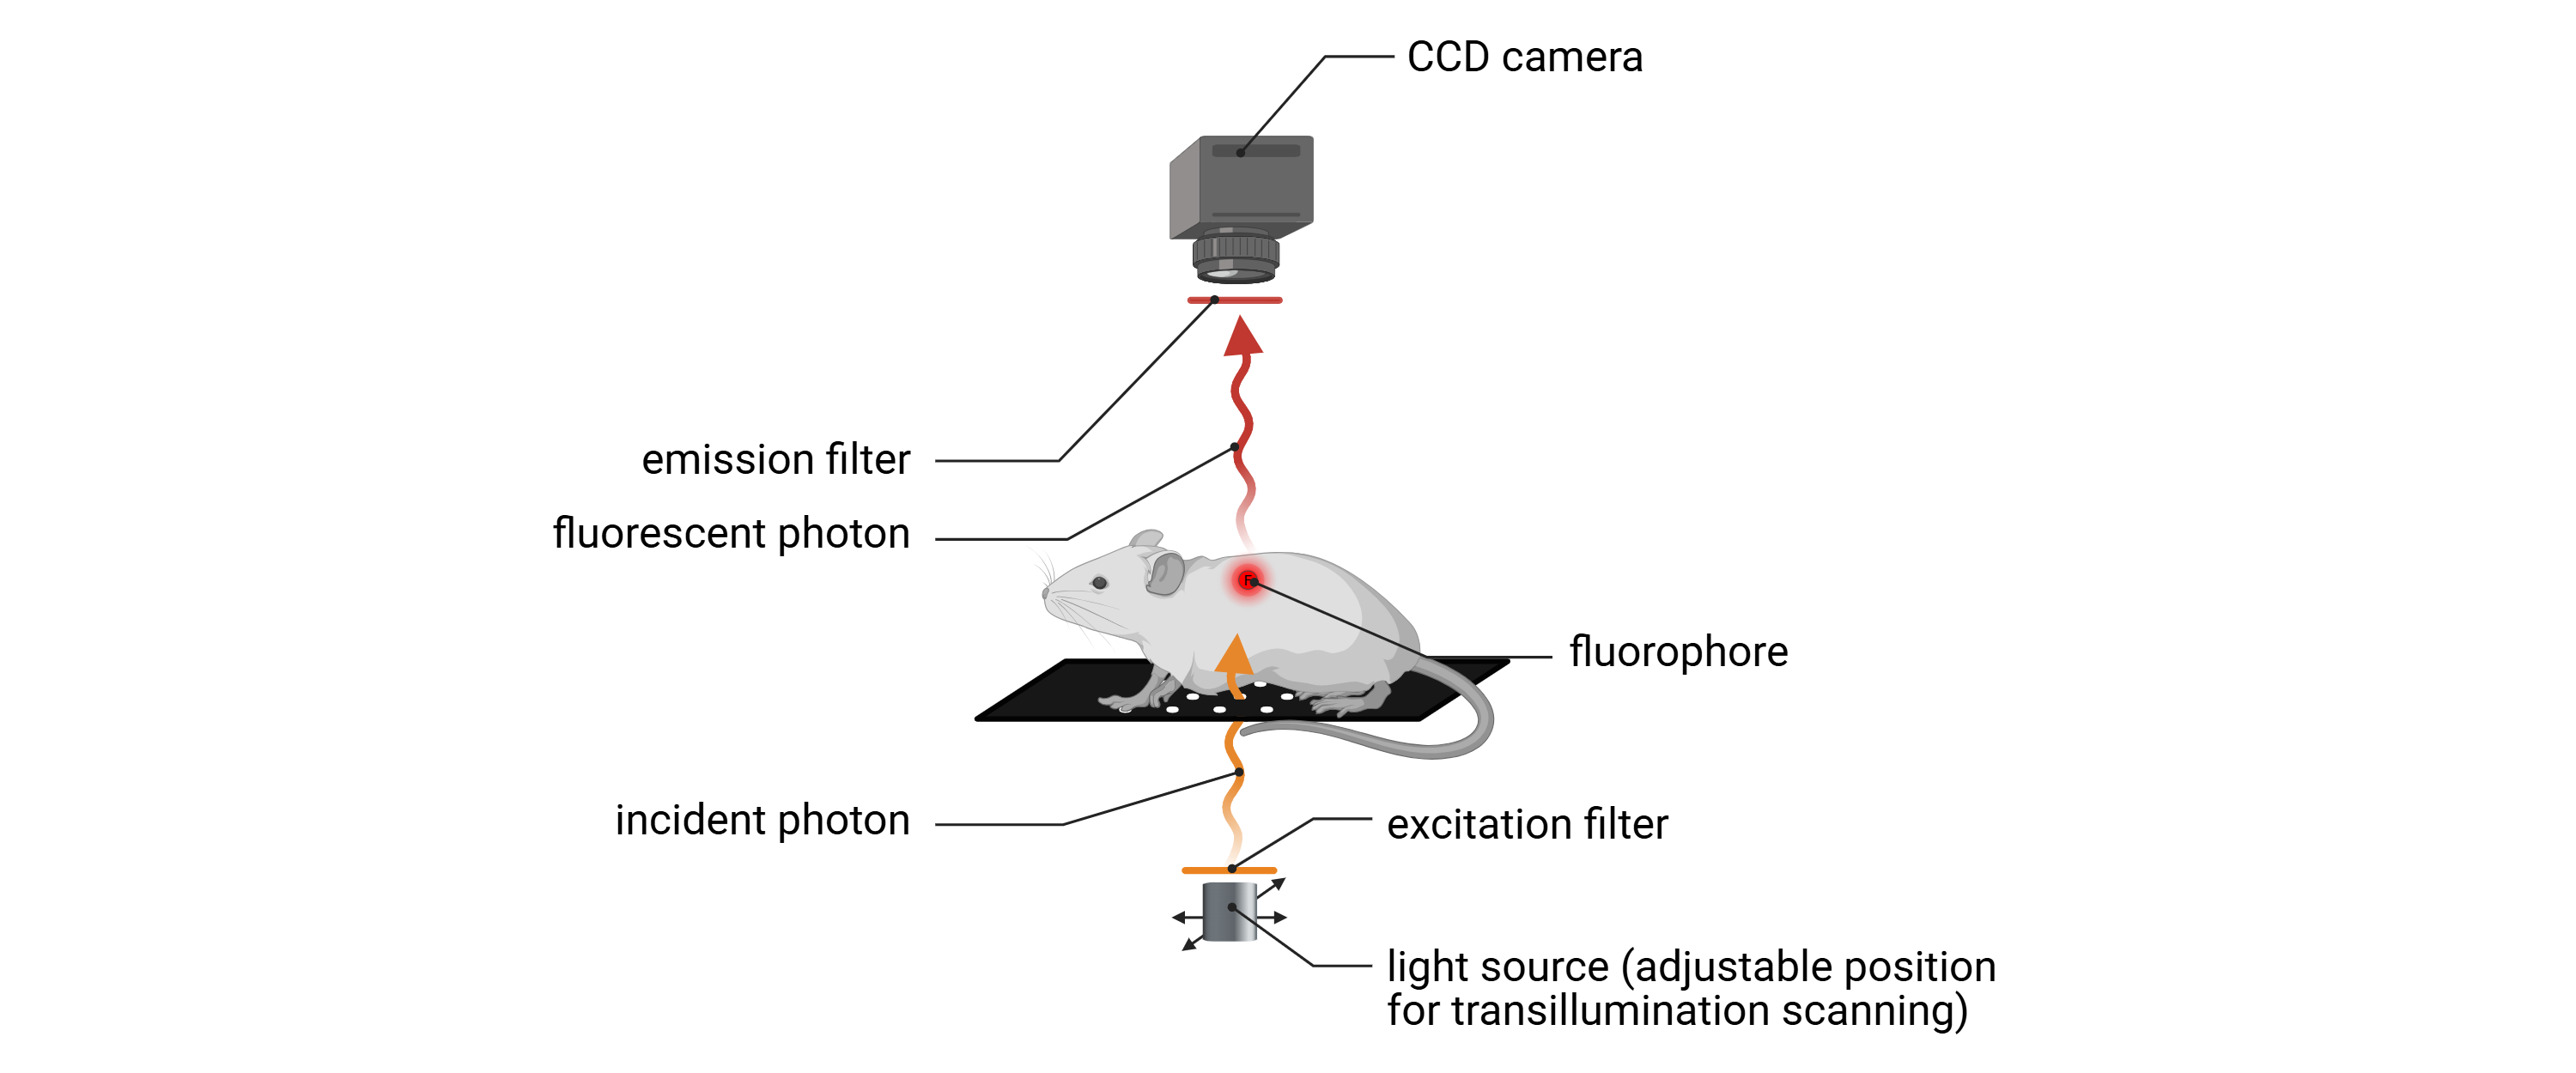 CCD camera
emission filter
fluorescent photon
F
fluorophore
incident photon
excitation filter
light source (adjustable position
for transillumination scanning)